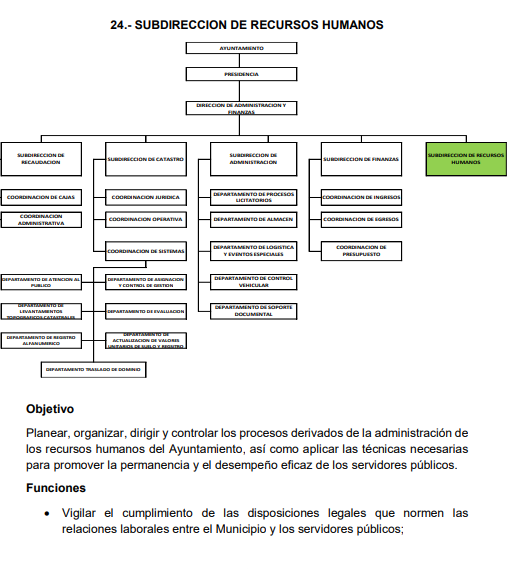 24.- SUBDIRECCION DE RECURSOS HUMANOS
AYUNTAMIENTO
PRESIDENCIA
DIRECCION DE ADMINISTRACION Y
FINANZAS
SUBDIRECCION DE
RECAUDACION
SUBDIRECCION DE CATASTRO
SUBDIRECCION DE
ADMINISTRACION
SUBDIRECCION DE FINANZAS
SUBDIRECCION DE RECURSOS
HUMANOS
COORDINACION DE CAJAS
COORDINACION JURIDICA
DEPARTAMENTO DE PROCESOS
LICITATORIOS
COORDINACION DE INGRESOS
COORDINACION
ADMINISTRATIVA
COORDINACION OPERATIVA
DEPARTAMENTO DE ALMACEN
COORDINACION DE EGRESOS
COORDINACION DE SISTEMAS
DEPARTAMENTO DE LOGISTICA
Y EVENTOS ESPECIALES
COORDINACION DE
PRESUPUESTO
DEPARTAMENTO DE ATENCION AL
PUBLICO
DEPARTAMENTO DE ASIGNACION
Y CONTROL DE GESTION
DEPARTAMENTO DE CONTROL
VEHICULAR
DEPARTAMENTO DE
LEVANTAMIENTOS
TOPOGRAFICOS CATASTRALES
DEPARTAMENTO DE EVALUACION
DEPARTAMENTO DE SOPORTE
DOCUMENTAL
DEPARTAMENTO DE REGISTRO
ALFANUMERICO
DEPARTAMENTO DE
ACTUALIZACION DE VALORES
UNITARIOS DE SUELO Y REGISTRO
DEPARTAMENTO TRASLADO DE DOMINIO
Objetivo
Planear, organizar, dirigir y controlar los procesos derivados de la administración de
los recursos humanos del Ayuntamiento, así como aplicar las técnicas necesarias
para promover la permanencia y el desempeño eficaz de los servidores públicos.
Funciones
• Vigilar el cumplimiento de las disposiciones legales que normen las
relaciones laborales entre el Municipio y los servidores públicos;